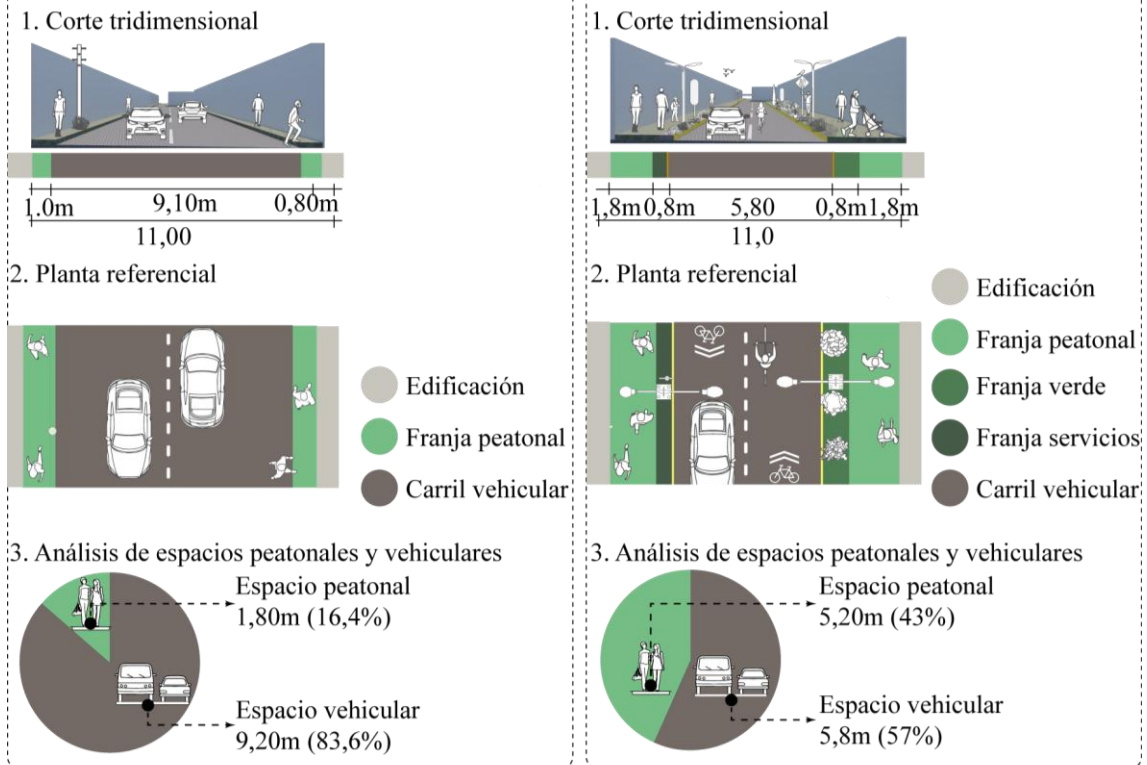 1. Corte tridimensional
1.0m 9,10m 0,80m
11,00
2. Planta referencial
Edificación
Franja peatonal
Carril vehicular
3. Análisis de espacios peatonales y vehiculares
Espacio peatonal
1,80m (16,4%)
Espacio vehicular
9,20m (83,6%)
1. Corte tridimensional
1,8m 0,8m 5,80 0,8m 1,8m
11,0
2. Planta referencial
Edificación
Franja peatonal
Franja verde
Franja servicios
Carril vehicular
3. Análisis de espacios peatonales y vehiculares
Espacio peatonal
5,20m (43%)
Espacio vehicular
5,8m (57%)